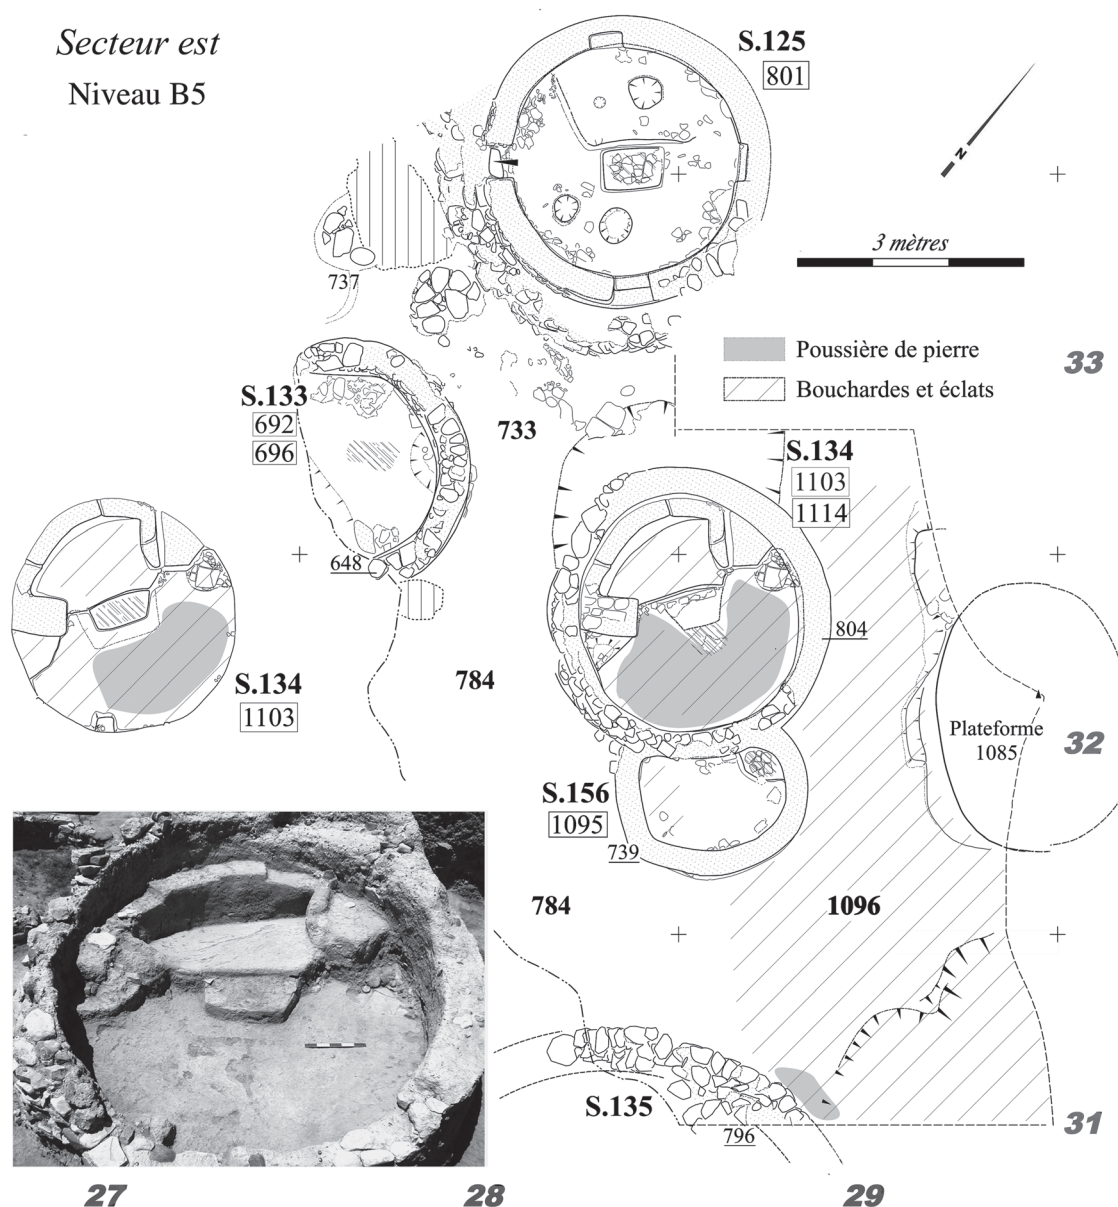 Secteur est
Niveau B5
S.125
801
N
3 mètres
737
Poussière de pierre
Bouchardes et éclats
33
S.133
692
696
733
S.134
1103
1114
648
804
784
S.134
1103
Plateforme
1085
32
S.156
1095
739
784
1096
S.135
796
31
27
28
29